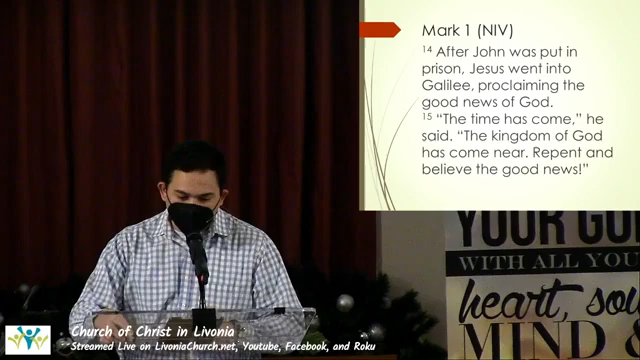 Mark 1 (NIV)
14 After John was put in
prison, Jesus went into
Galilee, proclaiming the
good news of God.
15 “The time has come,” he
said. “The kingdom of God
has come near. Repent and
believe the good news!”
YOUR GO
WITH ALL YOU
heart, sou
MIND &
Church of Christ in Livonia
Streamed Live on LivoniaChurch.net, Youtube, Facebook, and Roku